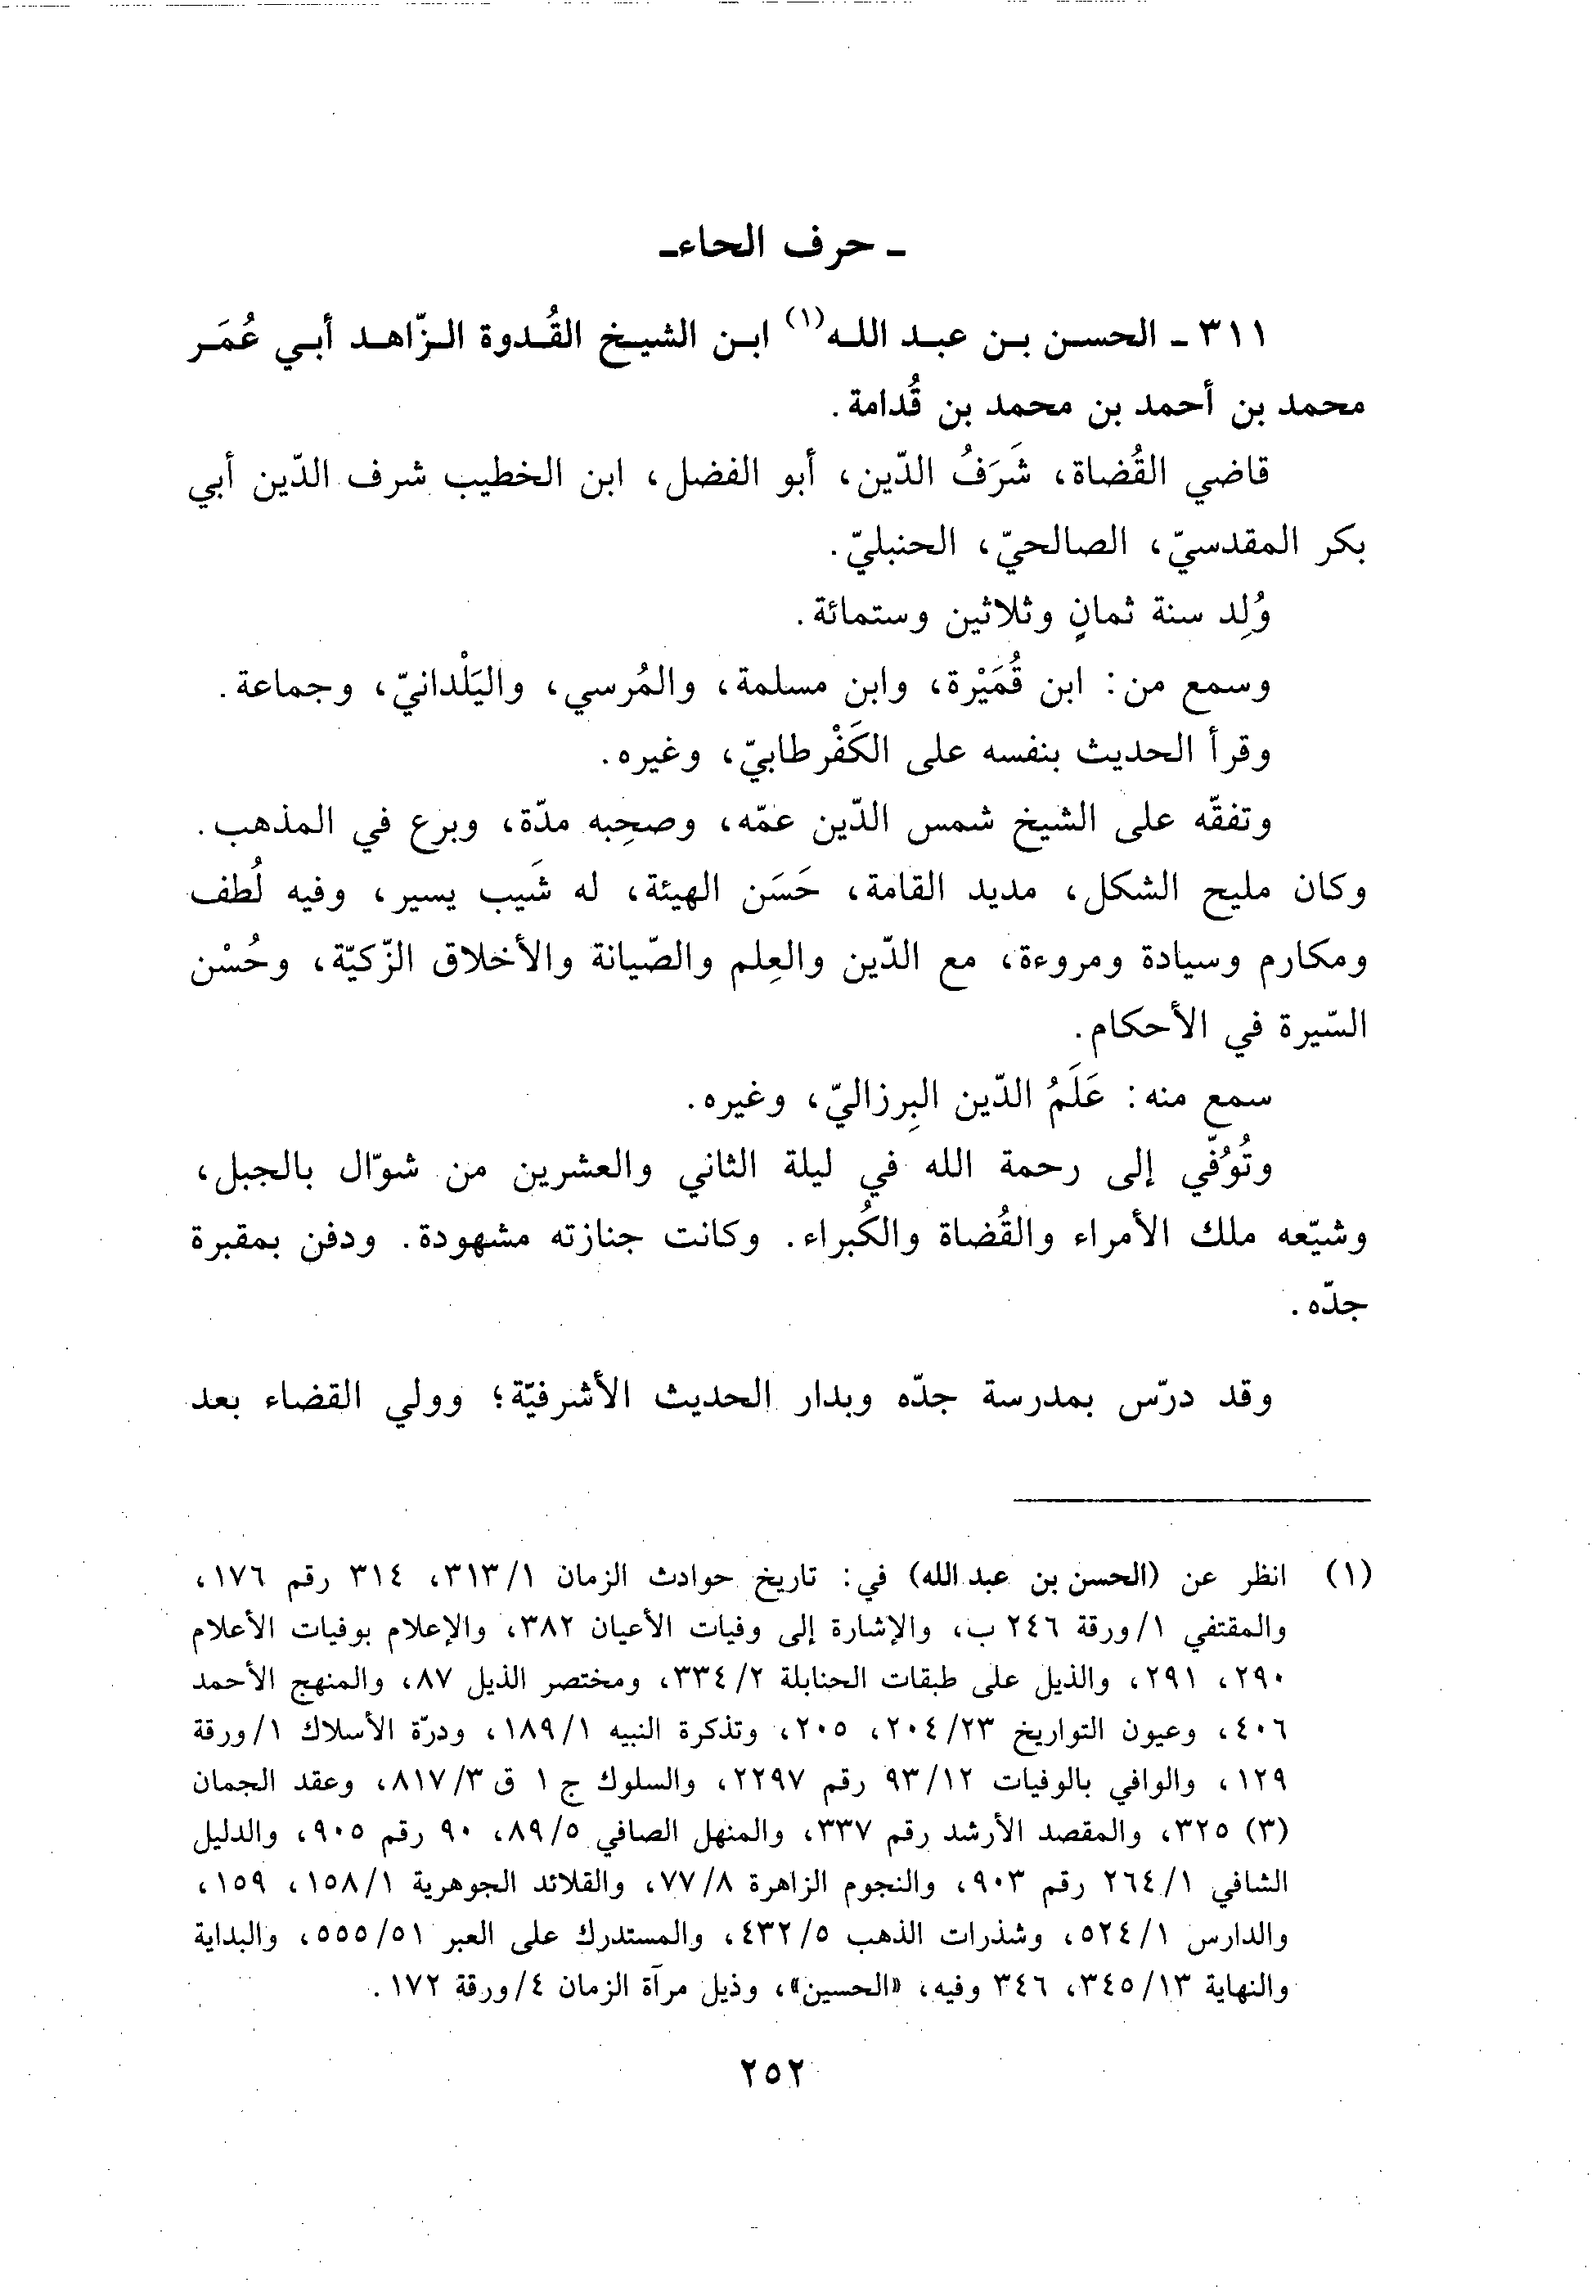 ـ حرف الحاء ـ
٣١١ ـ الحسن بن عبد الله(١) ابن الشيخ القُدوة الزّاهد أبي عُمَر
محمد بن أحمد بن محمد بن قُدامة.
قاضي القُضاة، شَرَفُ الدّين، أبو الفضل، ابن الخطيب شرف الدّين أبي
بكر المقدسيّ، الصالحيّ، الحنبليّ.
وُلِد سنة ثمانٍ وثلاثين وستمائة.
وسمع من: ابن قُمَيْرة، وابن مسلمة، والمُرسي، واليَلْدانيّ، وجماعة.
وقرأ الحديث بنفسه على الكَفْرطابيّ، وغيره.
وتفقّه على الشيخ شمس الدّين عمّه، وصحِبه مدّة، وبرع في المذهب.
وكان مليح الشكل، مديد القامة، حَسَن الهيئة، له شَيب يسير، وفيه لُطف
ومكارم وسيادة ومروءة، مع الدّين والعِلم والصّيانة والأخلاق الزّكيّة، وحُسْن
السّيرة في الأحكام.
سمع منه: عَلَمُ الدّين البِرزاليّ، وغيره.
وتُوُفّي إلى رحمة الله في ليلة الثاني والعشرين من شوّال بالجبل،
وشيّعه ملك الأمراء والقُضاة والكُبراء. وكانت جنازته مشهودة. ودفن بمقبرة
جدّه.
وقد درّس بمدرسة جدّه وبدار الحديث الأشرفيّة؛ وولي القضاء بعد
(١) انظر عن (الحسن بن عبد الله) في: تاريخ حوادث الزمان ١/٣١٣، ٣١٤ رقم ١٧٦،
والمقتفي ١/ورقة ٢٤٦ ب، والإشارة إلى وفيات الأعيان ٣٨٢، والإعلام بوفيات الأعلام
٢٩٠، ٢٩١، والذيل على طبقات الحنابلة ٢/٣٣٤، ومختصر الذيل ٨٧، والمنهج الأحمد
٤٠٦، وعيون التواريخ ٢٣/٢٠٤، ٢٠٥، وتذكرة النبيه ١/١٨٩، ودرّة الأسلاك ١/ورقة
١٢٩، والوافي بالوفيات ١٢/٩٣ رقم ٢٢٩٧، والسلوك ج ١ ق ٣/٨١٧، وعقد الجمان
(٣) ٣٢٥، والمقصد الأرشد رقم ٣٣٧، والمنهل الصافي ٥/٨٩، ٩٠ رقم ٩٠٥، والدليل
الشافي ١/٢٦٤ رقم ٩٠٣، والنجوم الزاهرة ٨/٧٧، والقلائد الجوهرية ١/١٥٨، ١٥٩،
والدارس ١/٥٢٤، وشذرات الذهب ٥/٤٣٢، والمستدرك على العبر ٥١/٥٥٥، والبداية
والنهاية ١٣/٣٤٥، ٣٤٦ وفيه، «الحسين»، وذيل مرآة الزمان ٤/ورقة ١٧٢.
٢٥٢